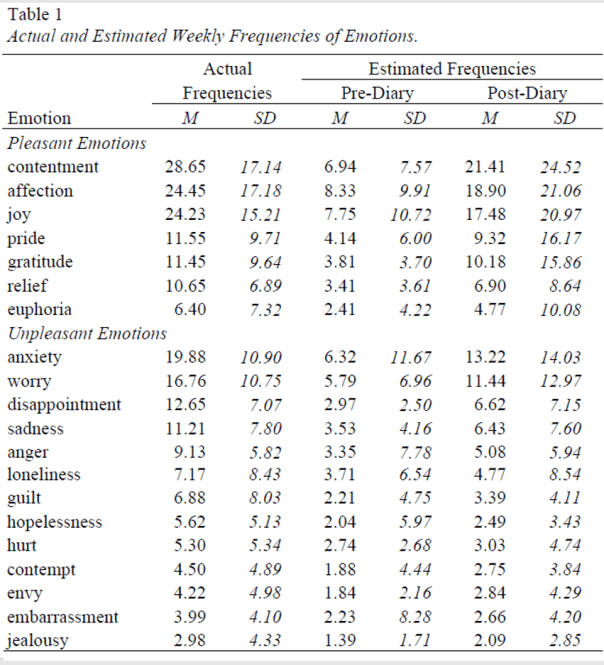 Table 1
Actual and Estimated Weekly Frequencies of Emotions.
Actual Estimated Frequencies
Frequencies Pre-Diary Post-Diary
Emotion M SD M SD M SD
Pleasant Emotions
contentment 28.65 17.14 6.94 7.57 21.41 24.52
affection 24.45 17.18 8.33 9.91 18.90 21.06
joy 24.23 15.21 7.75 10.72 17.48 20.97
pride 11.55 9.71 4.14 6.00 9.32 16.17
gratitude 11.45 9.64 3.81 3.70 10.18 15.86
relief 10.65 6.89 3.41 3.61 6.90 8.64
euphoria 6.40 7.32 2.41 4.22 4.77 10.08
Unpleasant Emotions
anxiety 19.88 10.90 6.32 11.67 13.22 14.03
worry 16.76 10.75 5.79 6.96 11.44 12.97
disappointment 12.65 7.07 2.97 2.50 6.62 7.15
sadness 11.21 7.80 3.53 4.16 6.43 7.60
anger 9.13 5.82 3.35 7.78 5.08 5.94
loneliness 7.17 8.43 3.71 6.54 4.77 8.54
guilt 6.88 8.03 2.21 4.75 3.39 4.11
hopelessness 5.62 5.13 2.04 5.97 2.49 3.43
hurt 5.30 5.34 2.74 2.68 3.03 4.74
contempt 4.50 4.89 1.88 4.44 2.75 3.84
envy 4.22 4.98 1.84 2.16 2.84 4.29
embarrassment 3.99 4.10 2.23 8.28 2.66 4.20
jealousy 2.98 4.33 1.39 1.71 2.09 2.85